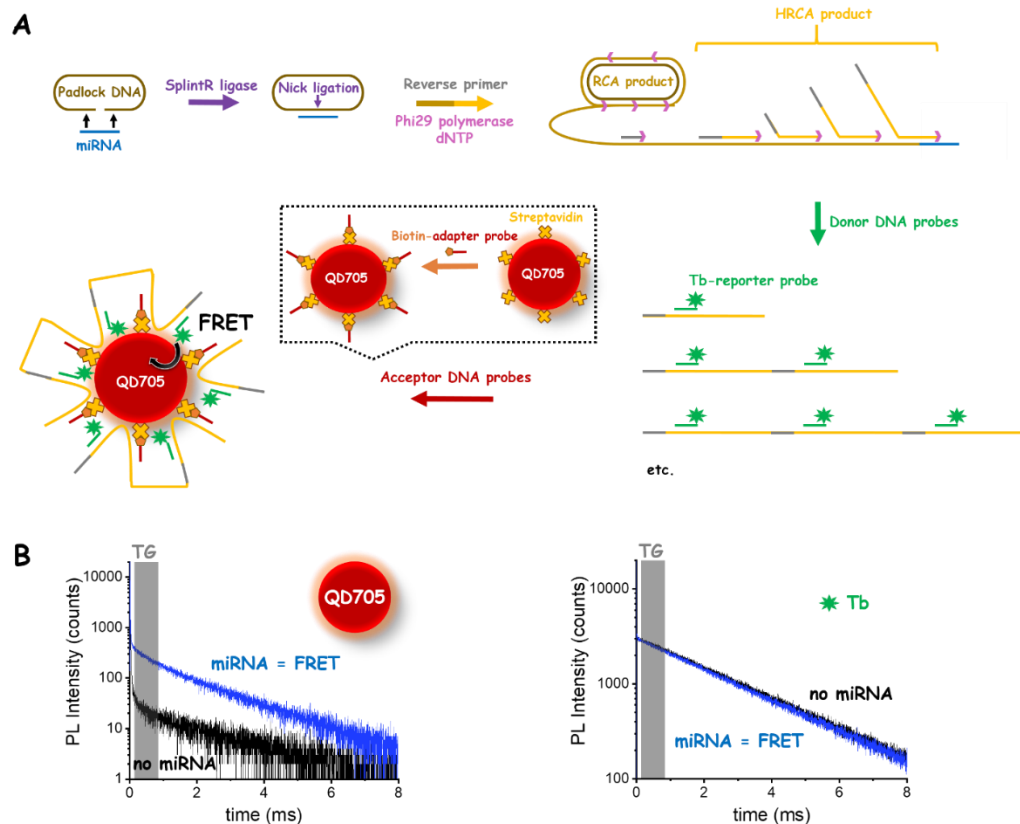 A
HRCA product
Padlock DNA
SplintR ligase
Nick ligation
Reverse primer
RCA product
miRNA
Phi29 polymerase
dNTP
Streptavidin
Biotin-adapter probe
QD705
QD705
Donor DNA probes
Tb-reporter probe
FRET
QD705
Acceptor DNA probes
etc.
B
TG
10000
1000
100
10
1
PL Intensity (counts)
QD705
miRNA = FRET
no miRNA
0
2
4
6
8
time (ms)
TG
10000
1000
100
PL Intensity (counts)
Tb
no miRNA
miRNA = FRET
0
2
4
6
8
time (ms)